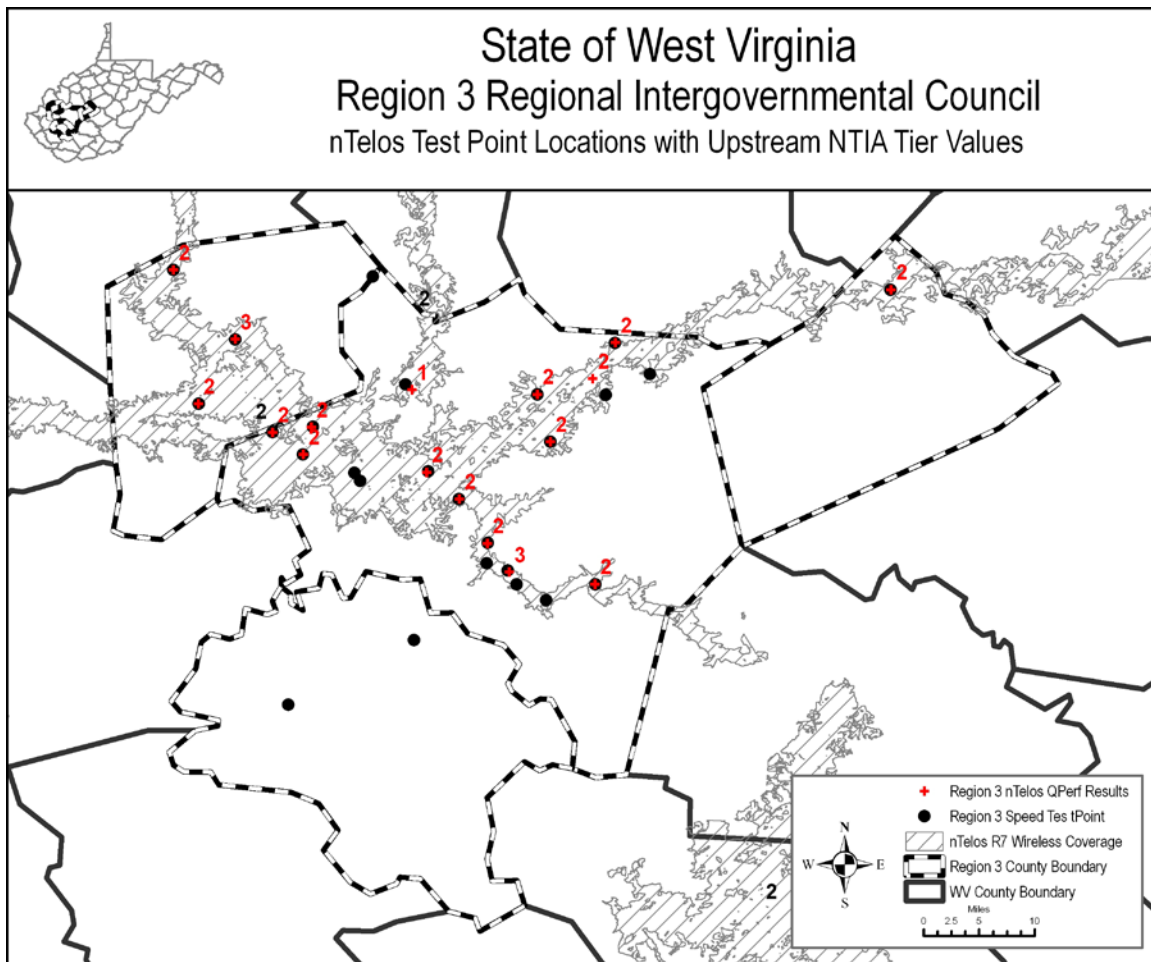 State of West Virginia
Region 3 Regional Intergovernmental Council
nTelos Test Point Locations with Upstream NTIA Tier Values
2
2
2
3
2
1
2
2
2
2
2
2
2
2
2
2
2
3
2
2
N
W E
S
Region 3 nTelos QPerf Results
Region 3 Speed Tes tPoint
nTelos R7 Wireless Coverage
Region 3 County Boundary
WV County Boundary
Miles
0 2.5 5 10